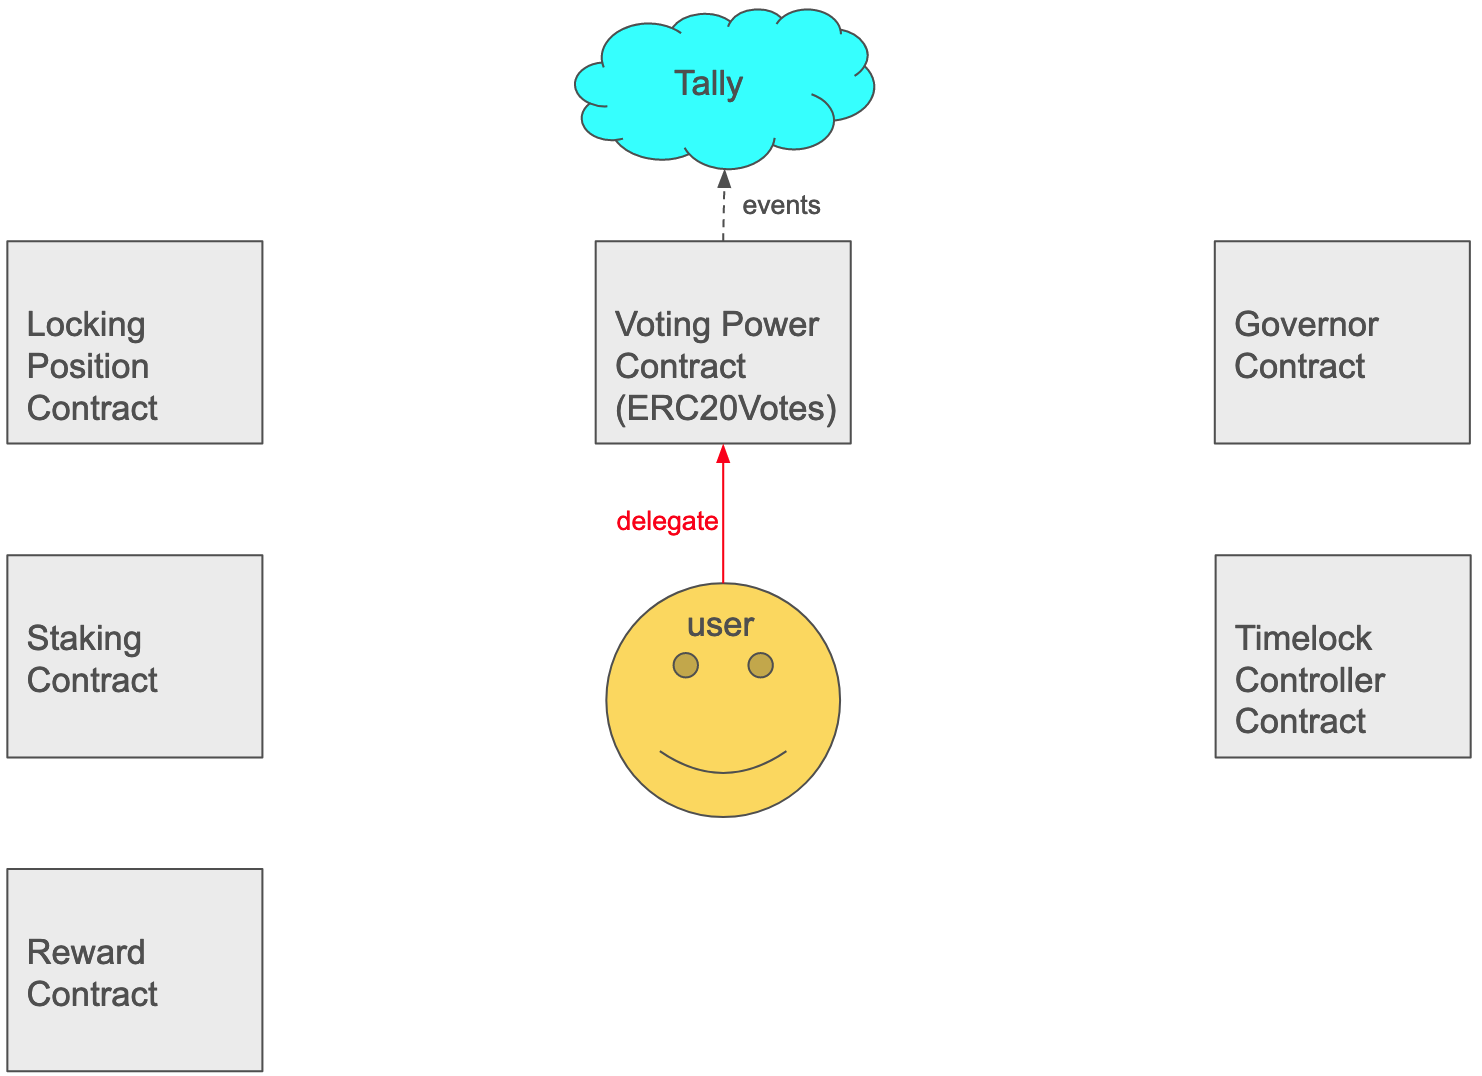 Tally
events
Locking
Position
Contract
Voting Power
Contract
(ERC20Votes)
Governor
Contract
delegate
Staking
Contract
user
Timelock
Controller
Contract
Reward
Contract